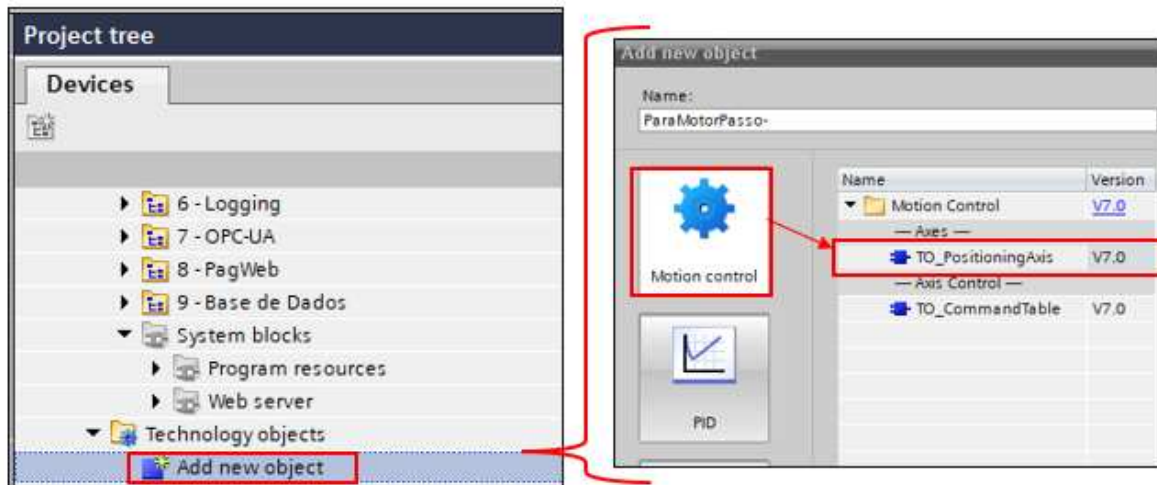 Project tree
Devices
6 - Logging
7 - OPC-UA
8 - PagWeb
9 - Base de Dados
System blocks
Program resources
Web server
Technology objects
Add new object
Add new object
Name:
ParaMotorPasso-
Motion control
PID
Name Version
Motion Control V7.0
— Axes —
TO_PositioningAxis V7.0
— Axis Control —
TO_CommandTable V7.0